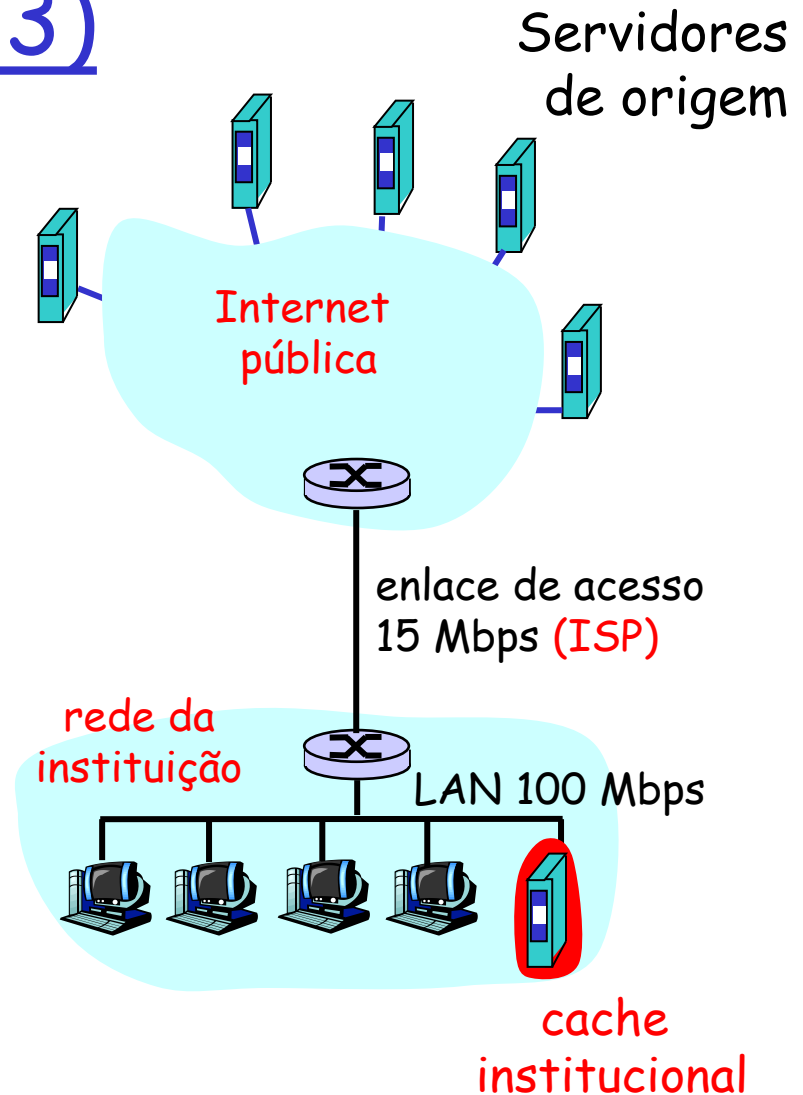 3)
Servidores
de origem
Internet
pública
enlace de acesso
15 Mbps (ISP)
rede da
instituição
LAN 100 Mbps
cache
institucional